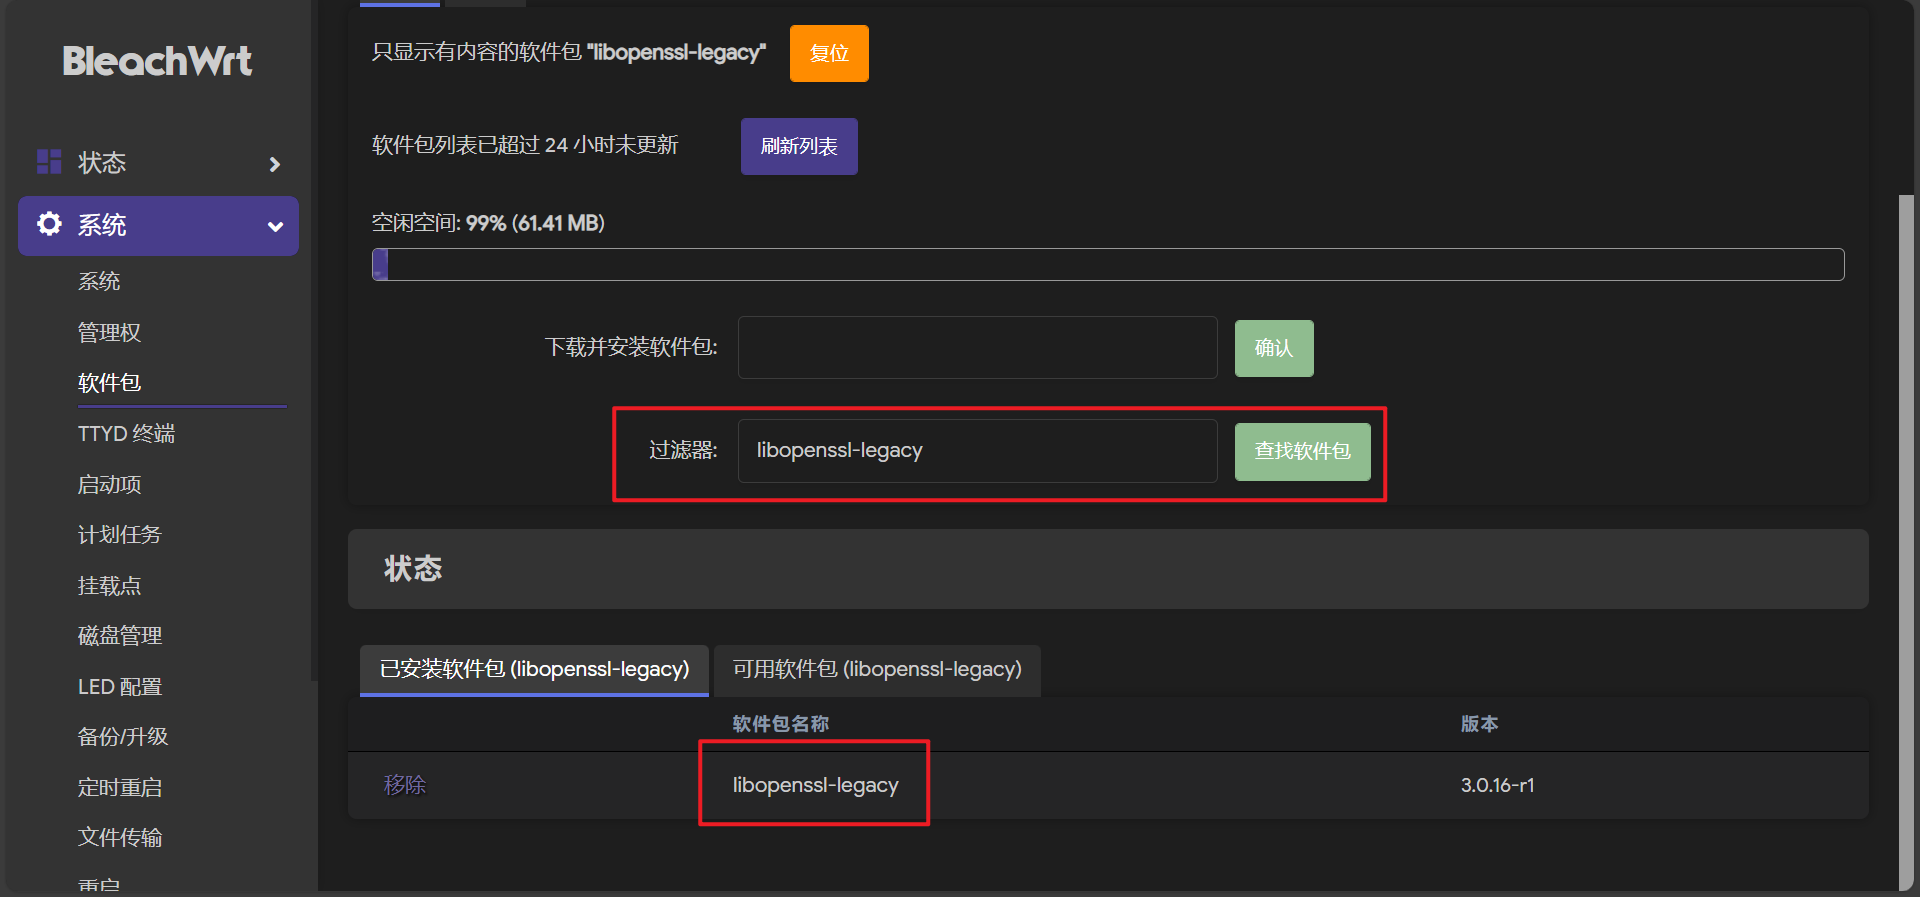 BleachWrt
状态
系统
系统
管理权
软件包
TTYD 终端
启动项
计划任务
挂载点
磁盘管理
LED 配置
备份/升级
定时重启
文件传输
重启
只显示有内容的软件包 "libopenssl-legacy" 复位
软件包列表已超过 24 小时未更新 刷新列表
空闲空间: 99% (61.41 MB)
下载并安装软件包: 确认
过滤器: libopenssl-legacy 查找软件包
状态
已安装软件包 (libopenssl-legacy) 可用软件包 (libopenssl-legacy)
软件包名称 版本
移除 libopenssl-legacy 3.0.16-r1